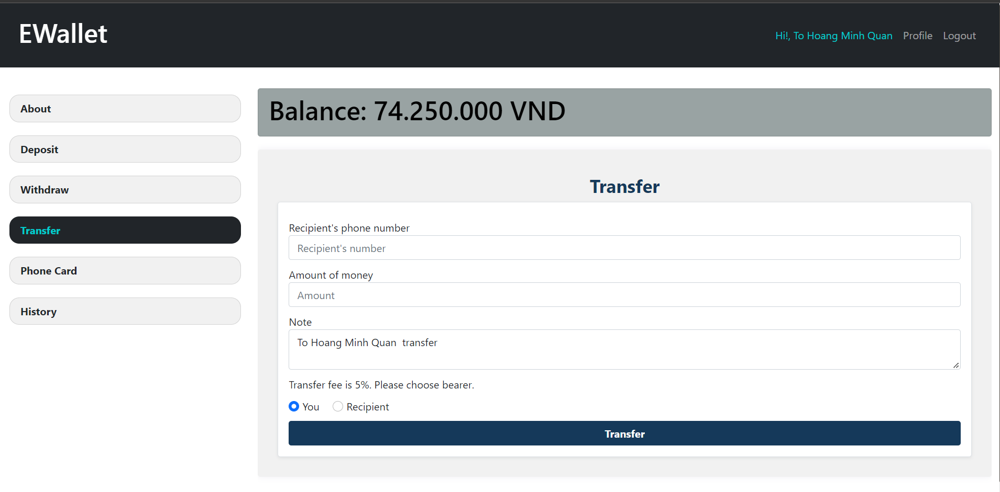 EWallet
Hi!, To Hoang Minh Quan Profile Logout
About
Deposit
Withdraw
Transfer
Phone Card
History
Balance: 74.250.000 VND
Transfer
Recipient's phone number
Recipient's number
Amount of money
Amount
Note
To Hoang Minh Quan  transfer
Transfer fee is 5%. Please choose bearer.
You Recipient
Transfer